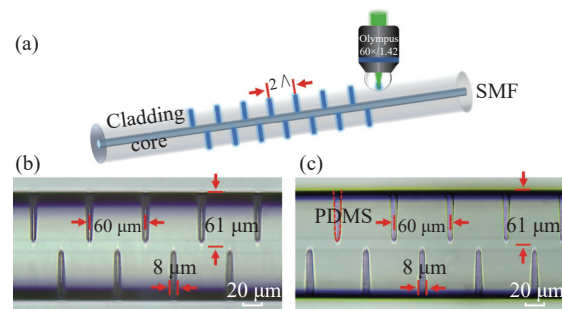 (a)
Olympus
60×/1.42
2 Λ
SMF
Cladding
core
(b)
60 μm
61 μm
8 μm
20 μm
(c)
PDMS
60 μm
61 μm
8 μm
20 μm